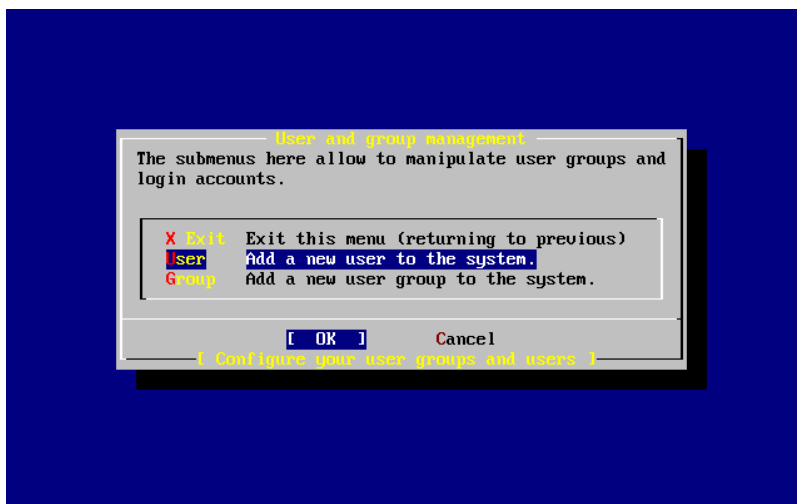 User and group management
The submenus here allow to manipulate user groups and
login accounts.
X Exit Exit this menu (returning to previous)
User Add a new user to the system.
Group Add a new user group to the system.
[ OK ] Cancel
[ Configure your user groups and users ]